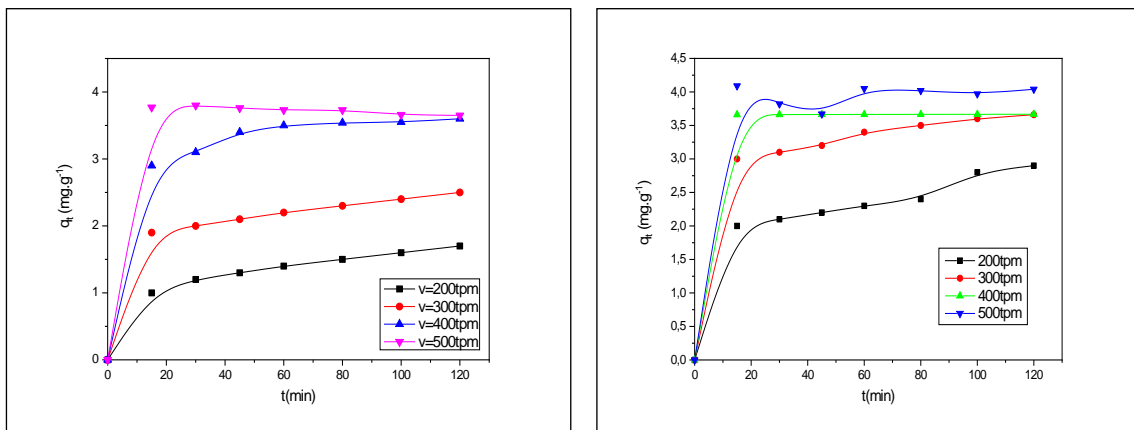 4
3
2
1
0
qt (mg.g-1)
0 20 40 60 80 100 120
t(min)
v=200tpm
v=300tpm
v=400tpm
v=500tpm
4,5
4,0
3,5
3,0
2,5
2,0
1,5
1,0
0,5
0,0
qt (mg.g-1)
0 20 40 60 80 100 120
t(min)
200tpm
300tpm
400tpm
500tpm